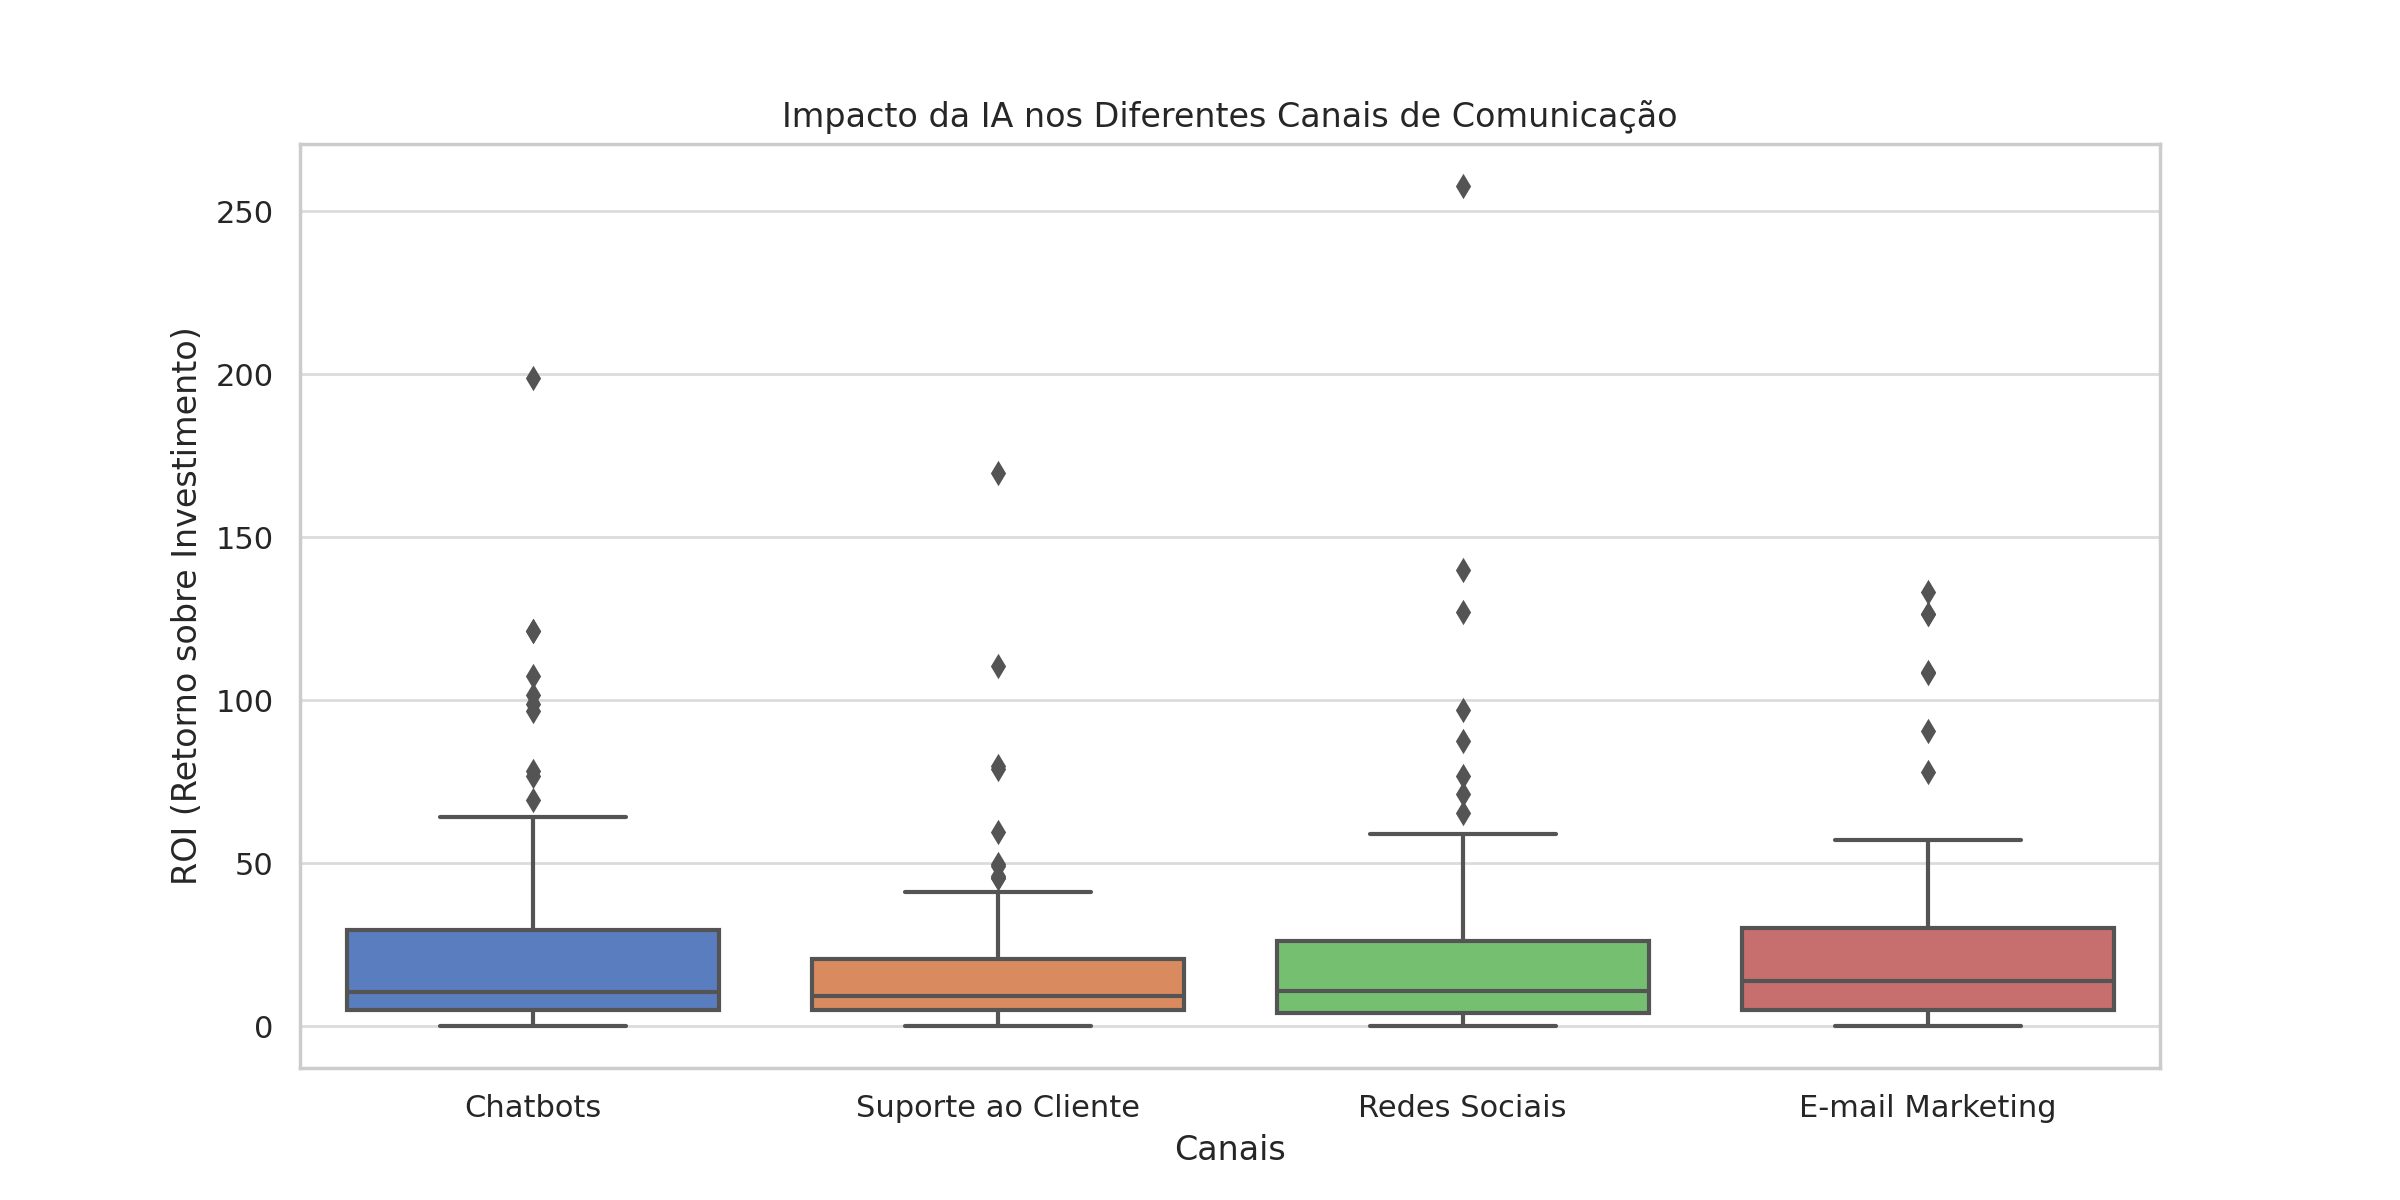 Impacto da IA nos Diferentes Canais de Comunicação
ROI (Retorno sobre Investimento)
250
200
150
100
50
0
Chatbots
Suporte ao Cliente
Redes Sociais
E-mail Marketing
Canais